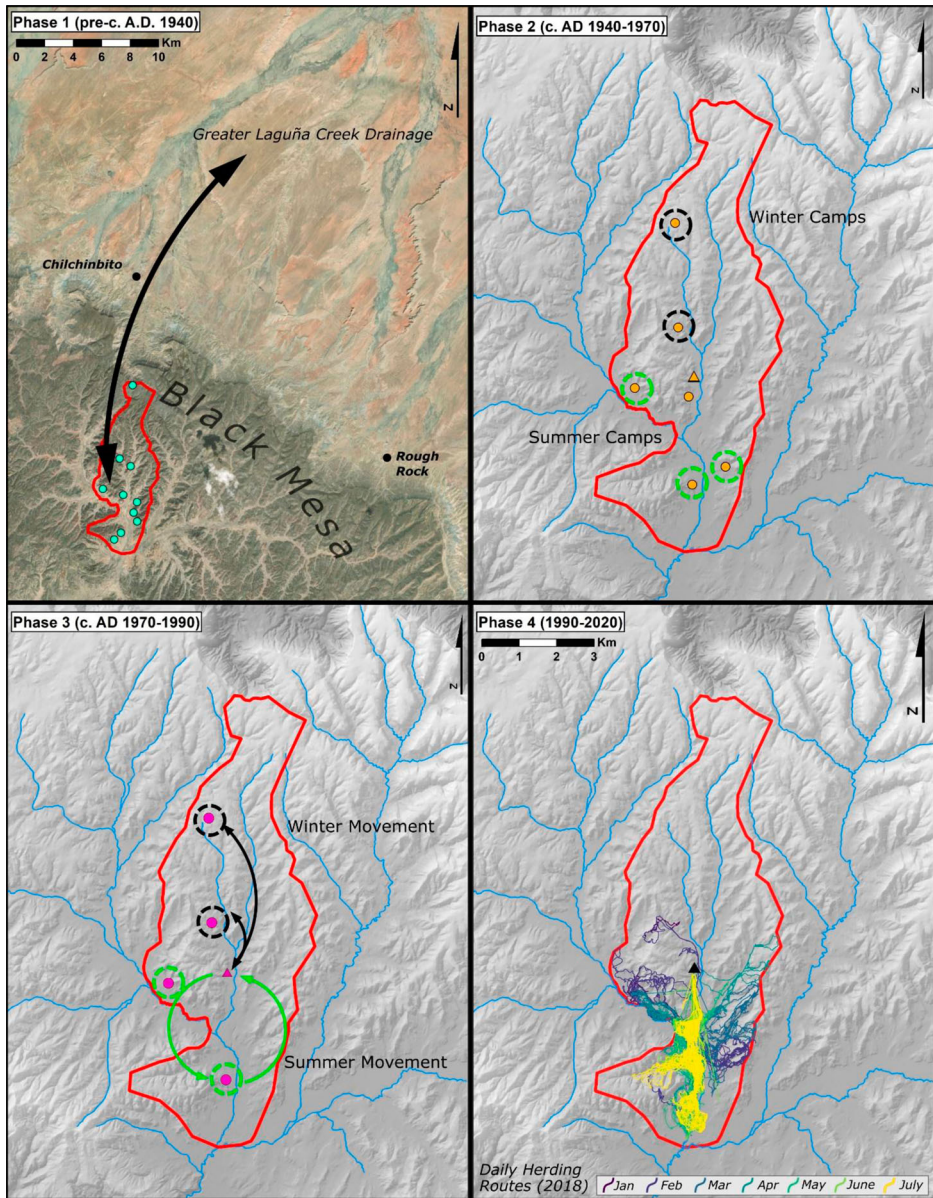 Phase 1 (pre-c. A.D. 1940)
Km
0 2 4 6 8 10
N
Greater Laguña Creek Drainage
Chilchinbito
Black Mesa
Rough
Rock
Phase 2 (c. AD 1940-1970)
N
Winter Camps
Summer Camps
Phase 3 (c. AD 1970-1990)
N
Winter Movement
Summer Movement
Phase 4 (1990-2020)
Km
0 1 2 3
N
Daily Herding
Routes (2018)
Jan Feb Mar Apr May June July